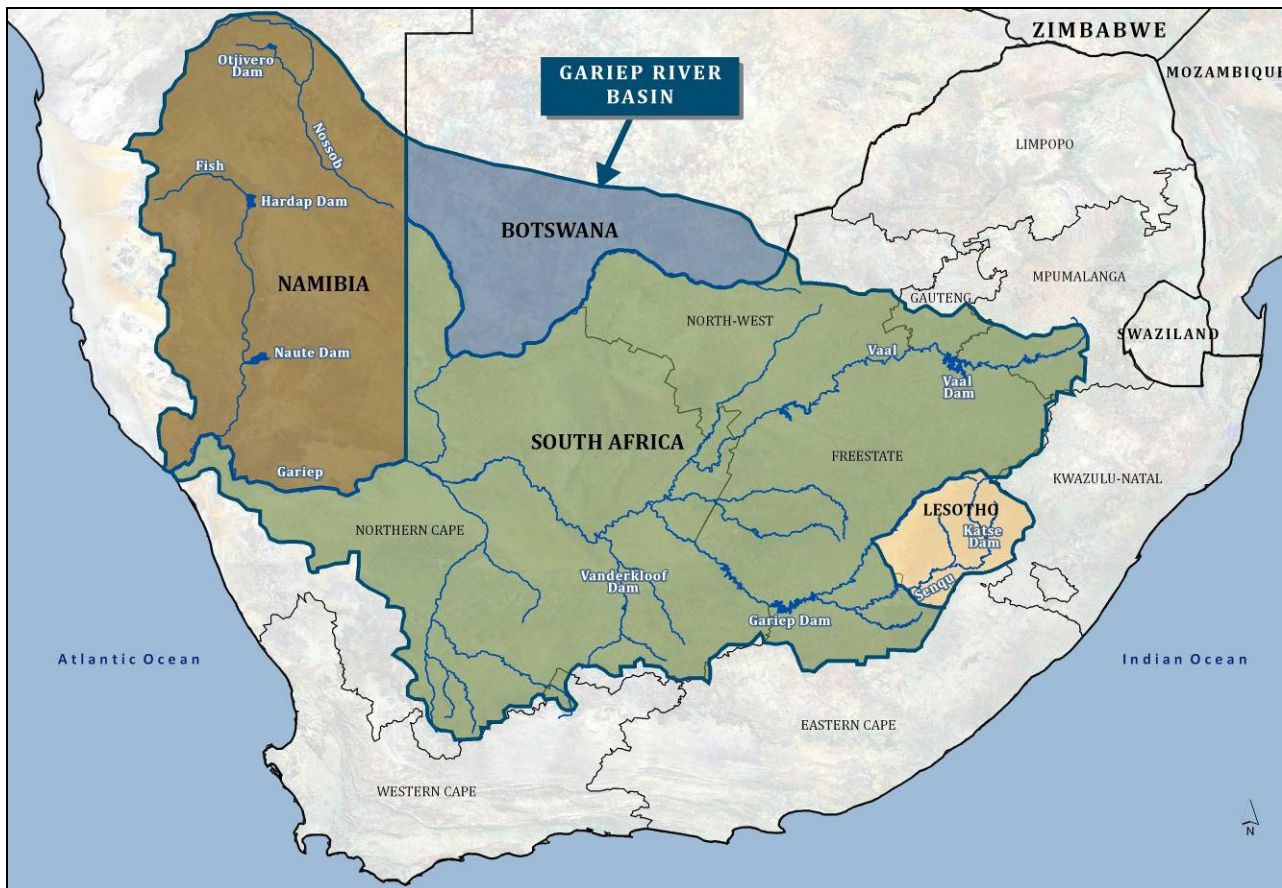 ZIMBABWE
MOZAMBIQUE
Otjivero
Dam
GARIEP RIVER
BASIN
LIMPOPO
Nossob
Fish
Hardap Dam
BOTSWANA
NAMIBIA
MPUMALANGA
GAUTENG
NORTH-WEST
SWAZILAND
Naute Dam
Vaal
Vaal
Dam
SOUTH AFRICA
FREESTATE
Gariep
KWAZULU-NATAL
LESOTHO
Katse
Dam
NORTHERN CAPE
Vanderkloof
Dam
Senqu
Gariep Dam
Atlantic Ocean
Indian Ocean
EASTERN CAPE
WESTERN CAPE
N